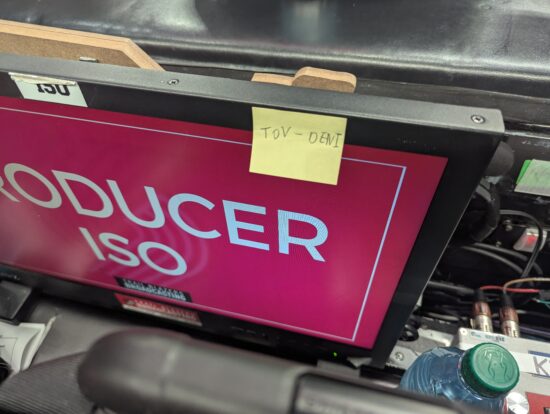 ISO
TOV - DENI
RODUCER
ISO
K